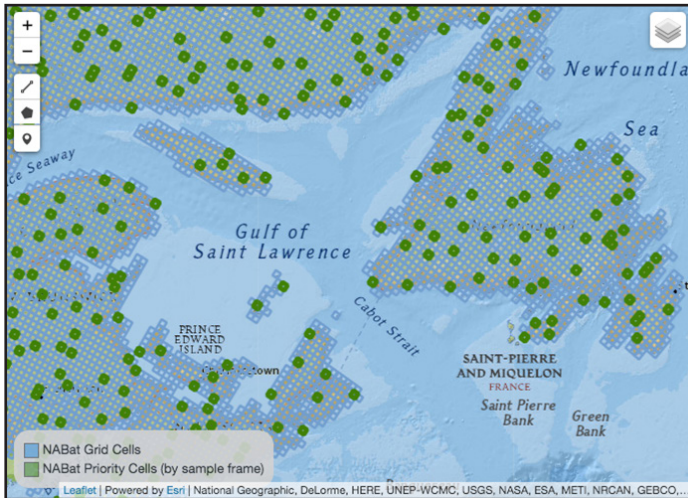 +
−
Newfoundla
Sea
ce Seaway
Gulf of
Saint Lawrence
Cabot Strait
PRINCE
EDWARD
ISLAND
SAINT-PIERRE
AND MIQUELON
FRANCE
Saint Pierre
Bank
Green
Bank
NABat Grid Cells
NABat Priority Cells (by sample frame)
Leaflet | Powered by Esri | National Geographic, DeLorme, HERE, UNEP-WCMC, USGS, NASA, ESA, METI, NRCAN, GEBCO,...